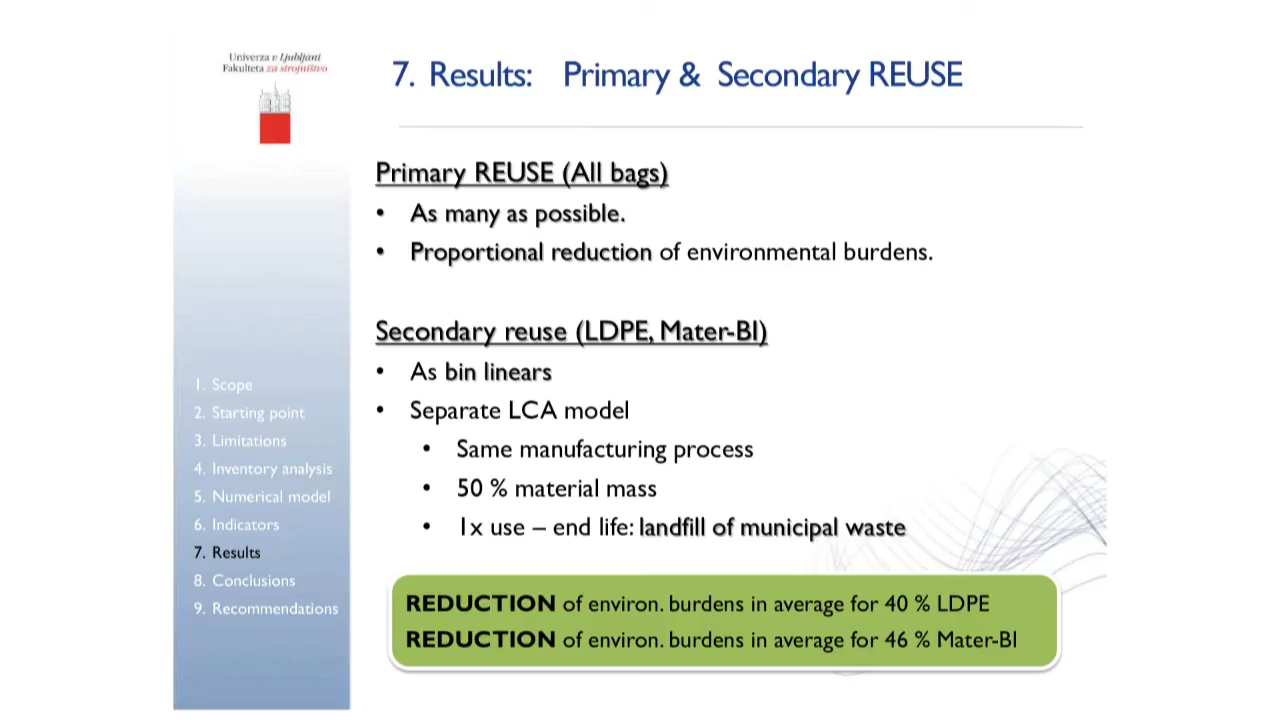 Univerza v Ljubljani
Fakulteta za strojništvo
7. Results: Primary & Secondary REUSE
Primary REUSE (All bags)
• As many as possible.
• Proportional reduction of environmental burdens.
Secondary reuse (LDPE, Mater-BI)
• As bin linears
• Separate LCA model
• Same manufacturing process
• 50 % material mass
• 1x use – end life: landfill of municipal waste
1. Scope
2. Starting point
3. Limitations
4. Inventory analysis
5. Numerical model
6. Indicators
7. Results
8. Conclusions
9. Recommendations
REDUCTION of environ. burdens in average for 40 % LDPE
REDUCTION of environ. burdens in average for 46 % Mater-BI